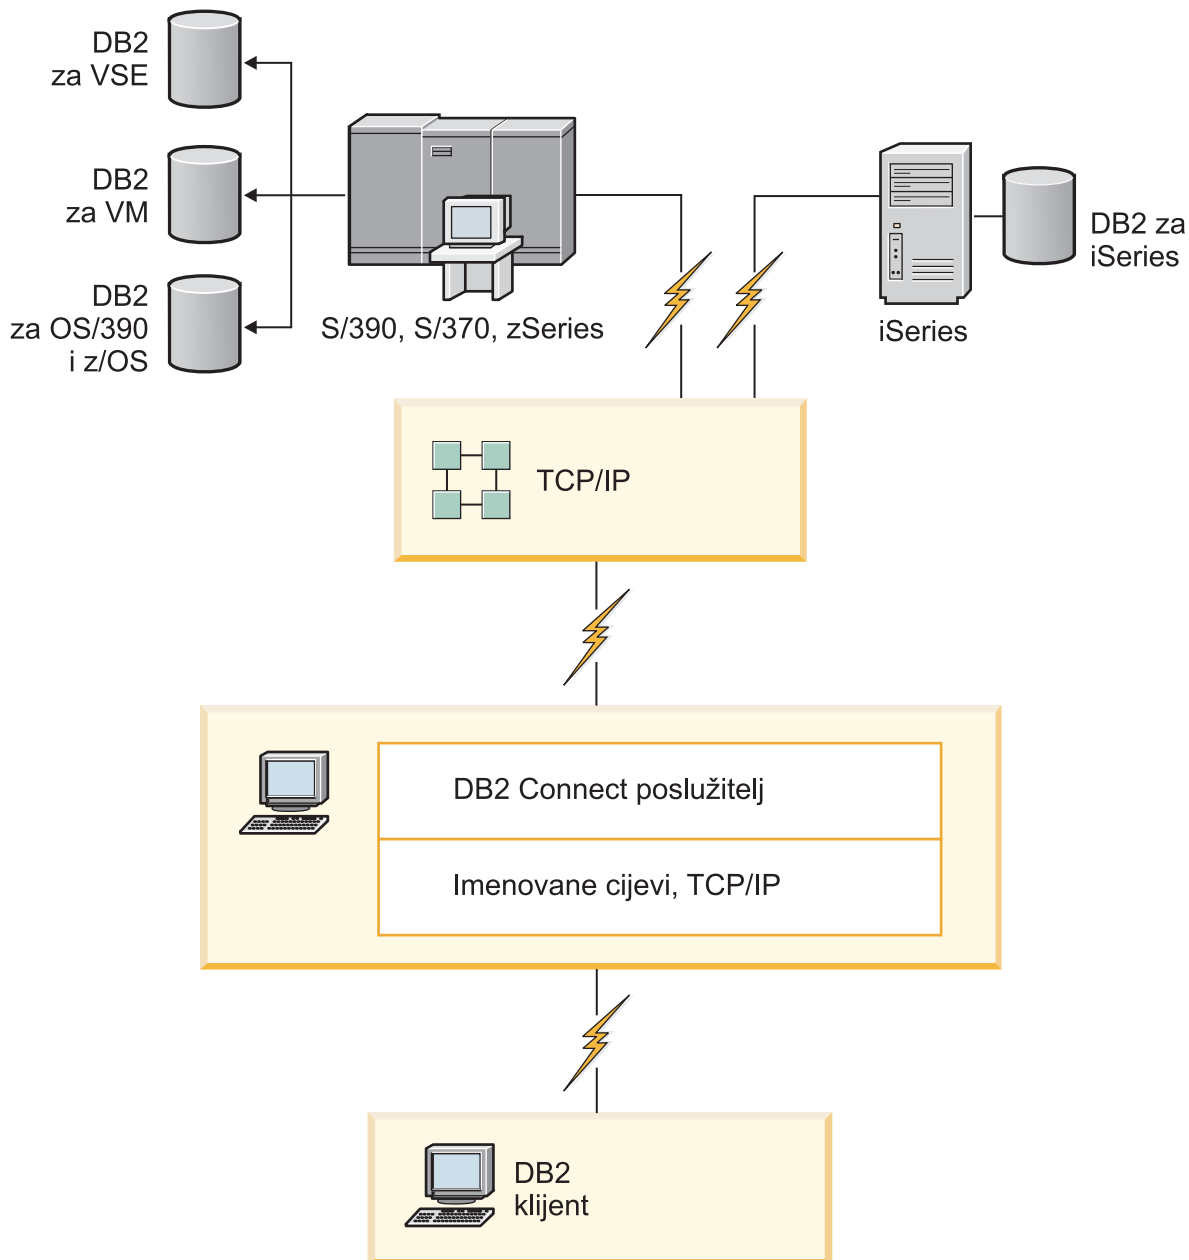 DB2
za VSE
DB2
za VM
DB2
za OS/390
i z/OS
S/390, S/370, zSeries
iSeries
DB2 za
iSeries
TCP/IP
DB2 Connect poslužitelj
Imenovane cijevi, TCP/IP
DB2
klijent